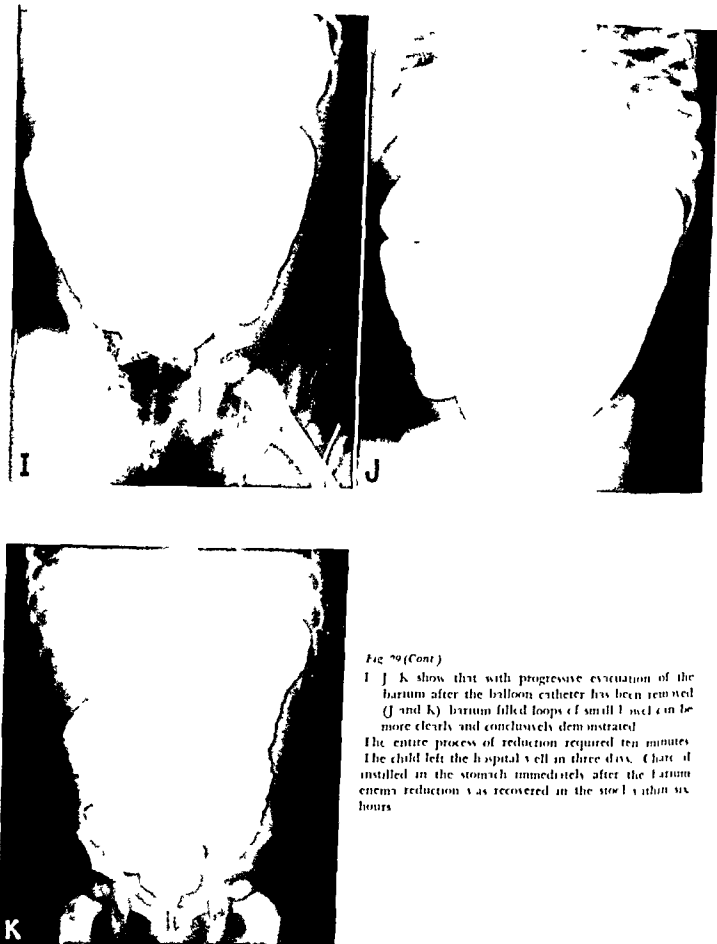 I
J
K
Fig 29 (Cont)
I J K show that with progressive evacuation of the
barium after the balloon catheter has been removed
(J and K) barium filled loops of small bowel can be
more clearly and conclusively demonstrated
The entire process of reduction required ten minutes
The child left the hospital well in three days. Charcoal
instilled in the stomach immediately after the barium
enema reduction was recovered in the stool within six
hours